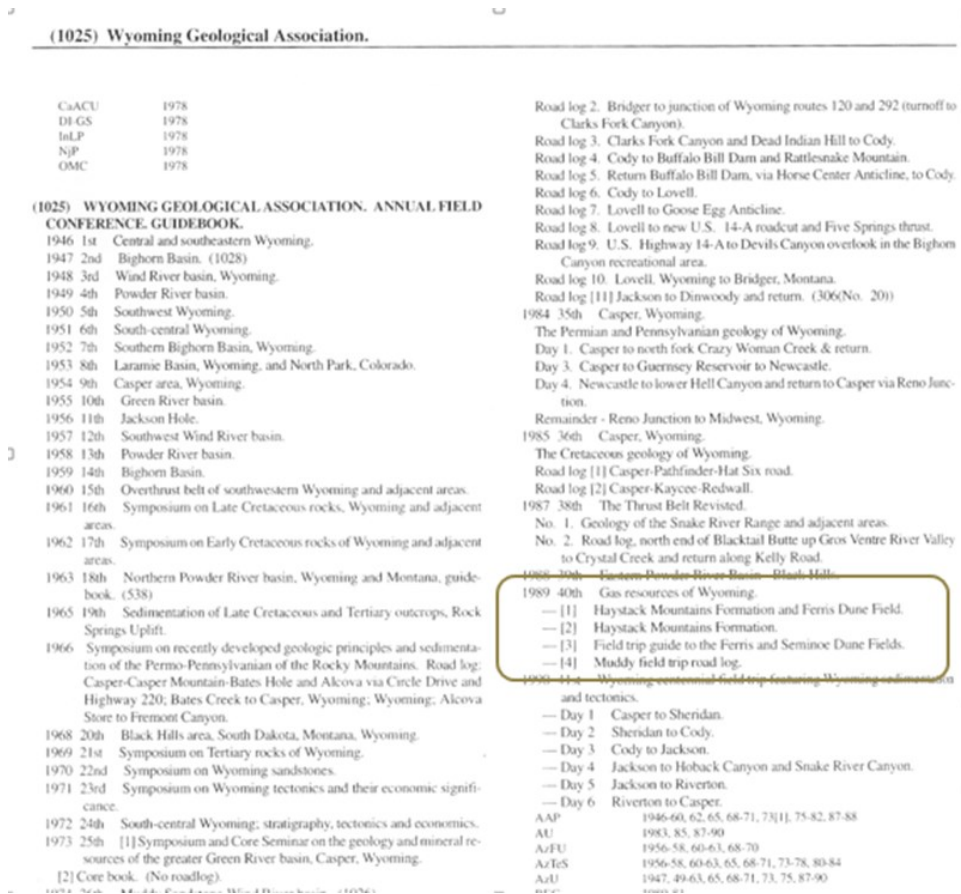 (1025) Wyoming Geological Association.
CaACU 1978
DI-GS 1978
InLP 1978
NjP 1978
OMC 1978
(1025) WYOMING GEOLOGICAL ASSOCIATION. ANNUAL FIELD
CONFERENCE. GUIDEBOOK.
1946 1st Central and southeastern Wyoming.
1947 2nd Bighorn Basin. (1028)
1948 3rd Wind River basin, Wyoming.
1949 4th Powder River basin.
1950 5th Southwest Wyoming.
1951 6th South-central Wyoming.
1952 7th Southern Bighorn Basin, Wyoming.
1953 8th Laramie Basin, Wyoming, and North Park, Colorado.
1954 9th Casper area, Wyoming.
1955 10th Green River basin.
1956 11th Jackson Hole.
1957 12th Southwest Wind River basin.
1958 13th Powder River basin.
1959 14th Bighorn Basin.
1960 15th Overthrust belt of southwestern Wyoming and adjacent areas.
1961 16th Symposium on Late Cretaceous rocks, Wyoming and adjacent
areas.
1962 17th Symposium on Early Cretaceous rocks of Wyoming and adjacent
areas.
1963 18th Northern Powder River basin, Wyoming and Montana, guide-
book. (538)
1965 19th Sedimentation of Late Cretaceous and Tertiary outcrops, Rock
Springs Uplift.
1966 Symposium on recently developed geologic principles and sedimenta-
tion of the Permo-Pennsylvanian of the Rocky Mountains. Road log:
Casper-Casper Mountain-Bates Hole and Alcova via Circle Drive and
Highway 220; Bates Creek to Casper, Wyoming; Wyoming; Alcova
Store to Fremont Canyon.
1968 20th Black Hills area, South Dakota, Montana, Wyoming.
1969 21st Symposium on Tertiary rocks of Wyoming.
1970 22nd Symposium on Wyoming sandstones.
1971 23rd Symposium on Wyoming tectonics and their economic signifi-
cance.
1972 24th South-central Wyoming; stratigraphy, tectonics and economics.
1973 25th [1] Symposium and Core Seminar on the geology and mineral re-
sources of the greater Green River basin, Casper, Wyoming.
[2] Core book. (No roadlog).
Road log 2. Bridger to junction of Wyoming routes 120 and 292 (turnoff to
Clarks Fork Canyon).
Road log 3. Clarks Fork Canyon and Dead Indian Hill to Cody.
Road log 4. Cody to Buffalo Bill Dam and Rattlesnake Mountain.
Road log 5. Return Buffalo Bill Dam, via Horse Center Anticline, to Cody.
Road log 6. Cody to Lovell.
Road log 7. Lovell to Goose Egg Anticline.
Road log 8. Lovell to new U.S. 14-A roadcut and Five Springs thrust.
Road log 9. U.S. Highway 14-A to Devils Canyon overlook in the Bighorn
Canyon recreational area.
Road log 10. Lovell, Wyoming to Bridger, Montana.
Road log [11] Jackson to Dinwoody and return. (306(No. 20))
1984 35th Casper, Wyoming.
The Permian and Pennsylvanian geology of Wyoming.
Day 1. Casper to north fork Crazy Woman Creek & return.
Day 3. Casper to Guernsey Reservoir to Newcastle.
Day 4. Newcastle to lower Hell Canyon and return to Casper via Reno Junc-
tion.
Remainder - Reno Junction to Midwest, Wyoming.
1985 36th Casper, Wyoming.
The Cretaceous geology of Wyoming.
Road log [1] Casper-Pathfinder-Hat Six road.
Road log [2] Casper-Kaycee-Redwall.
1987 38th The Thrust Belt Revisted.
No. 1. Geology of the Snake River Range and adjacent areas.
No. 2. Road log, north end of Blacktail Butte up Gros Ventre River Valley
to Crystal Creek and return along Kelly Road.
1988 39th Eastern Powder River Basin - Black Hills.
1989 40th Gas resources of Wyoming.
— [1] Haystack Mountains Formation and Ferris Dune Field.
— [2] Haystack Mountains Formation.
— [3] Field trip guide to the Ferris and Seminoe Dune Fields.
— [4] Muddy field trip road log.
1990 41st Wyoming centennial field trip featuring Wyoming sedimentation
and tectonics.
— Day 1 Casper to Sheridan.
— Day 2 Sheridan to Cody.
— Day 3 Cody to Jackson.
— Day 4 Jackson to Hoback Canyon and Snake River Canyon.
— Day 5 Jackson to Riverton.
— Day 6 Riverton to Casper.
AAP 1946-60, 62, 65, 68-71, 73[1], 75-82, 87-88
AU 1983, 85, 87-90
AzFU 1956-58, 60-63, 68-70
AzTeS 1956-58, 60-63, 65, 68-71, 73-78, 80-84
AzU 1947, 49-63, 65, 68-71, 73, 75, 87-90